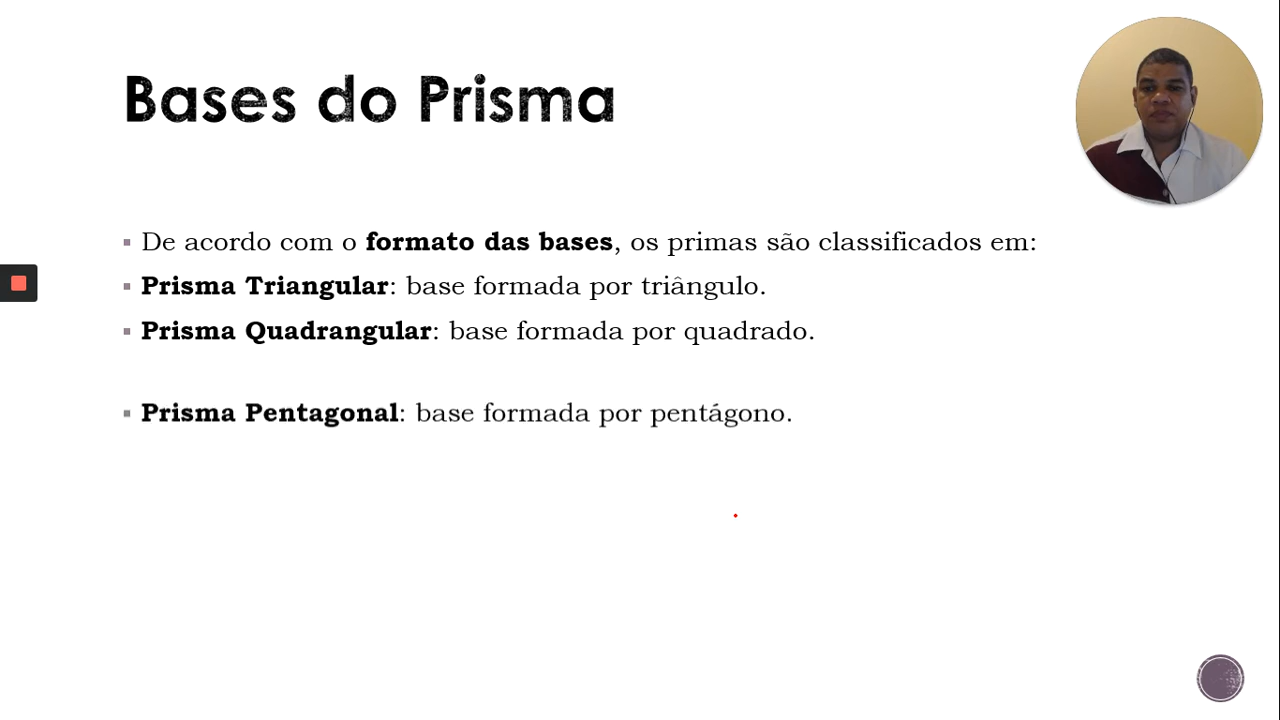 Bases do Prisma
De acordo com o formato das bases, os primas são classificados em:
Prisma Triangular: base formada por triângulo.
Prisma Quadrangular: base formada por quadrado.
Prisma Pentagonal: base formada por pentágono.